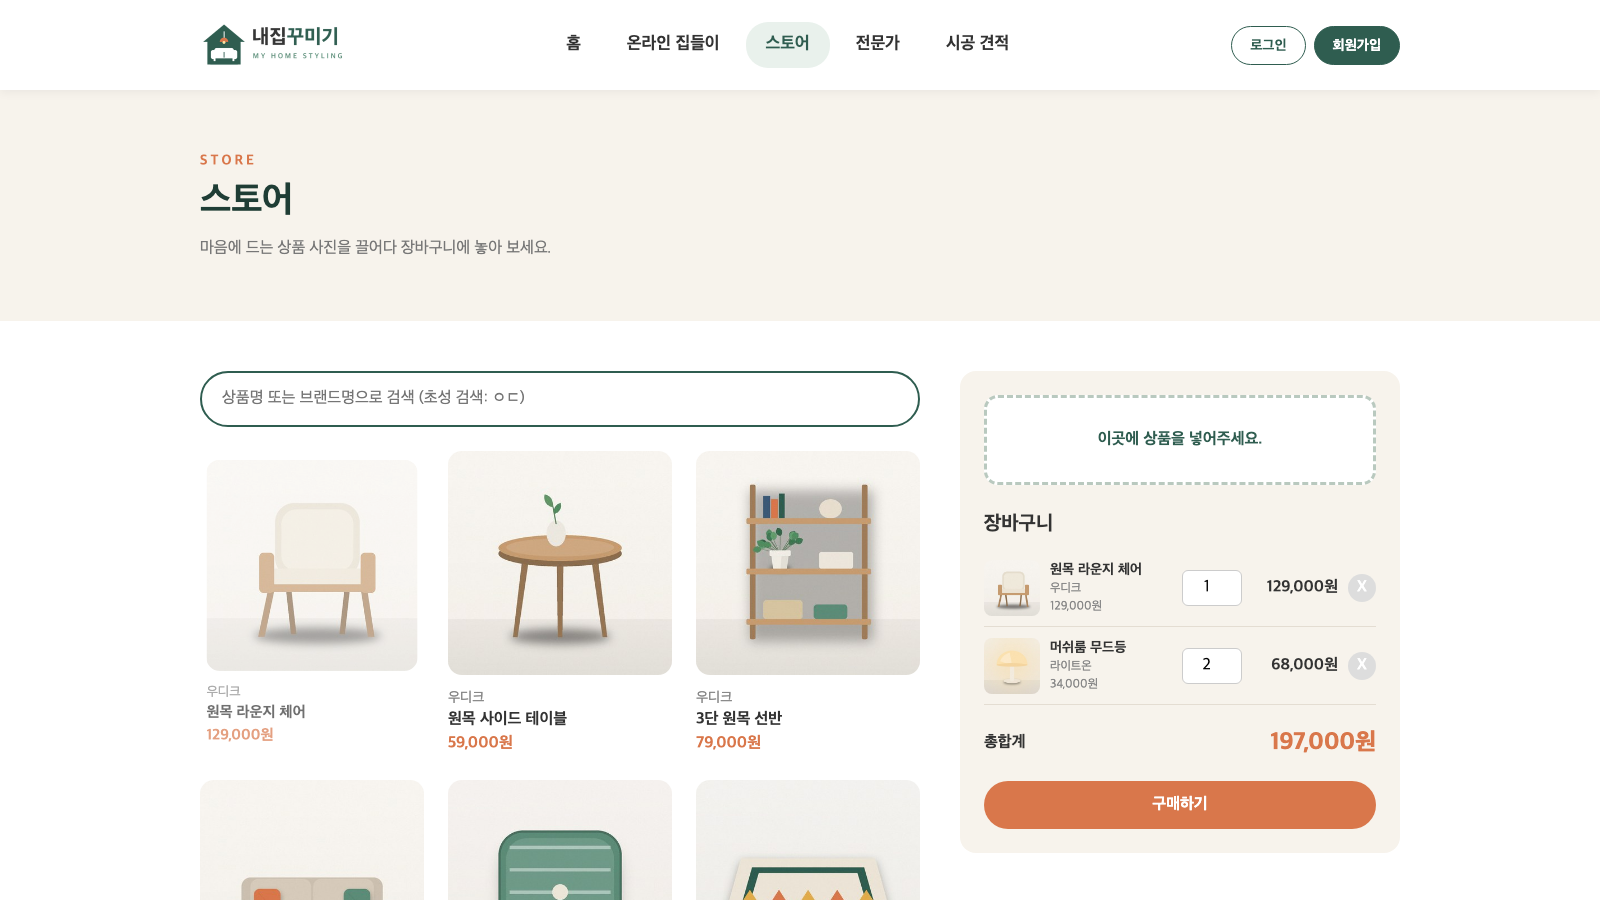 내집꾸미기
MY HOME STYLING
홈
온라인 집들이
스토어
전문가
시공 견적
로그인
회원가입
STORE
스토어
마음에 드는 상품 사진을 끌어다 장바구니에 놓아 보세요.
상품명 또는 브랜드명으로 검색 (초성 검색: ㅇㄷ)
우디크
원목 라운지 체어
129,000원
우디크
원목 사이드 테이블
59,000원
우디크
3단 원목 선반
79,000원
이곳에 상품을 넣어주세요.
장바구니
원목 라운지 체어
우디크
129,000원
1
129,000원
X
머쉬룸 무드등
라이트온
34,000원
2
68,000원
X
총합계
197,000원
구매하기